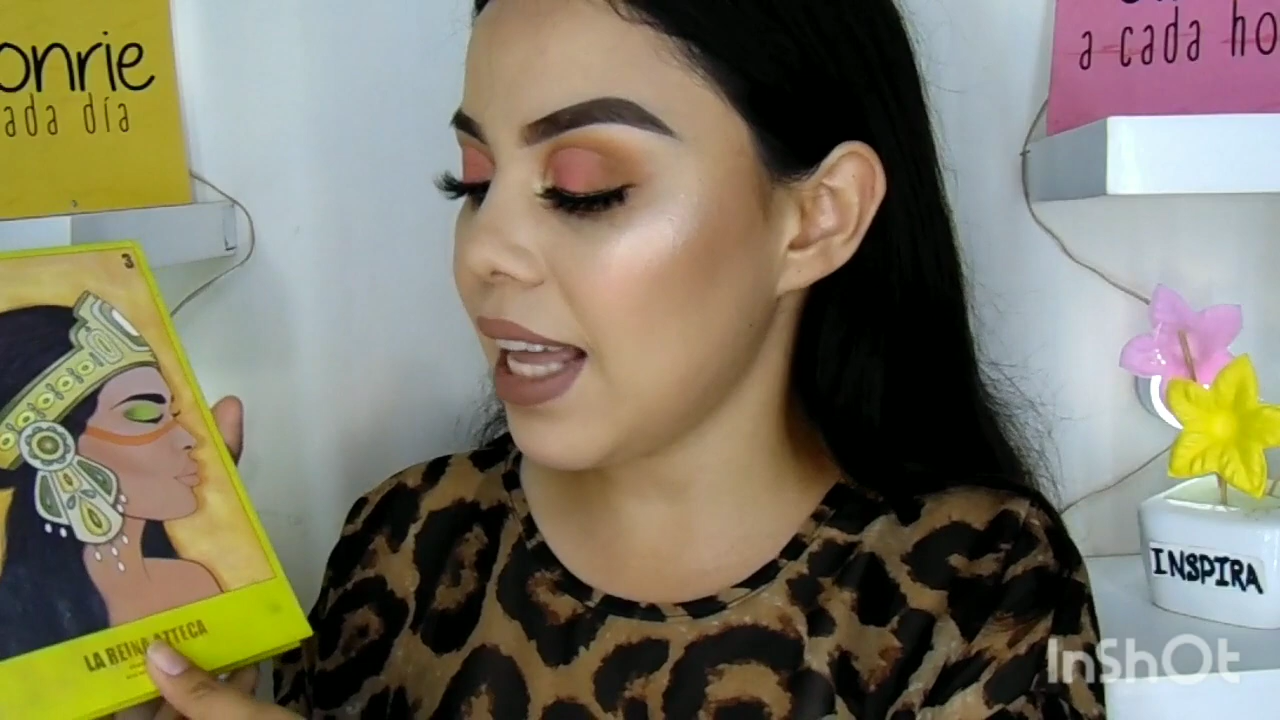 onrie
ada día
a cada ho
3
LA REINA AZTECA
INSPIRA
InShOt